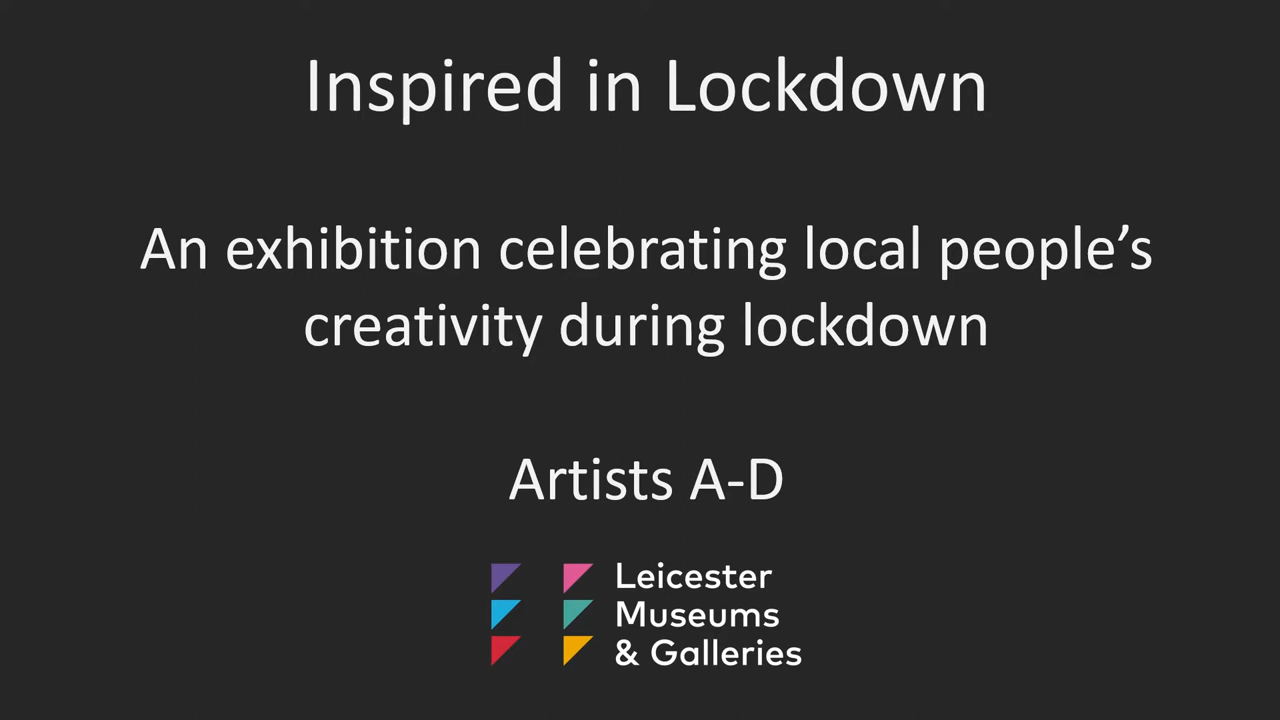 Inspired in Lockdown
An exhibition celebrating local people’s
creativity during lockdown
Artists A-D
Leicester
Museums
& Galleries